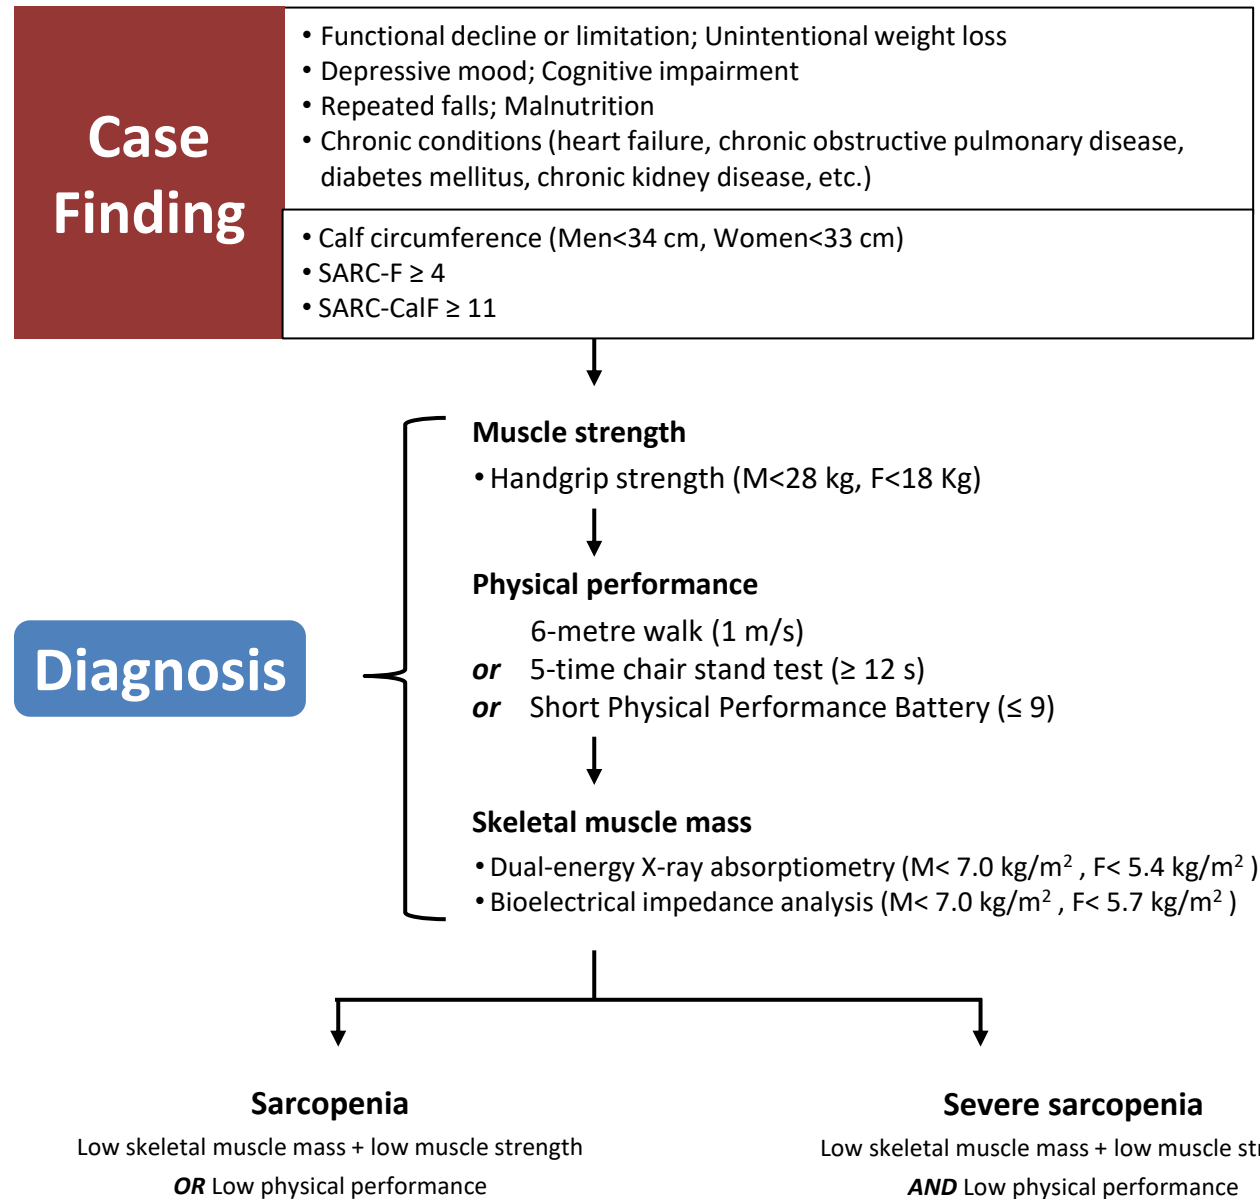 Case
Finding
• Functional decline or limitation; Unintentional weight loss
• Depressive mood; Cognitive impairment
• Repeated falls; Malnutrition
• Chronic conditions (heart failure, chronic obstructive pulmonary disease,
diabetes mellitus, chronic kidney disease, etc.)
• Calf circumference (Men<34 cm, Women<33 cm)
• SARC-F ≥ 4
• SARC-CalF ≥ 11
Diagnosis
Muscle strength
• Handgrip strength (M<28 kg, F<18 Kg)
Physical performance
6-metre walk (1 m/s)
or 5-time chair stand test (≥ 12 s)
or Short Physical Performance Battery (≤ 9)
Skeletal muscle mass
• Dual-energy X-ray absorptiometry (M< 7.0 kg/m² , F< 5.4 kg/m² )
• Bioelectrical impedance analysis (M< 7.0 kg/m² , F< 5.7 kg/m² )
Sarcopenia
Low skeletal muscle mass + low muscle strength
OR Low physical performance
Severe sarcopenia
Low skeletal muscle mass + low muscle
AND Low physical performance